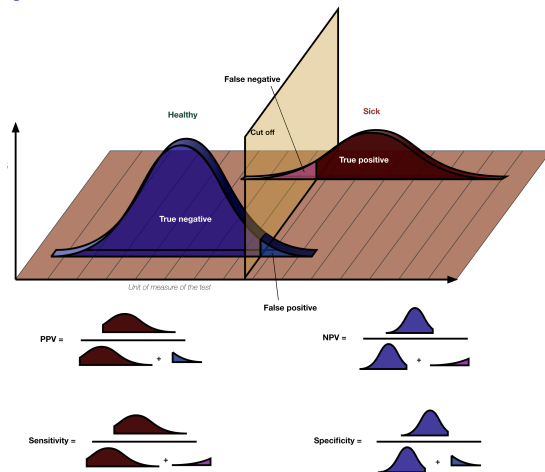 False negative
Healthy
Sick
Cut off
True positive
True negative
Unit of measure of the test
False positive
PPV =
+
NPV =
+
Sensitivity =
+
Specificity =
+